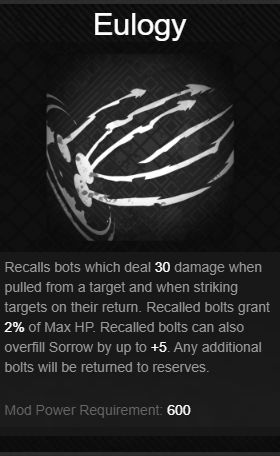 Eulogy
Recalls bots which deal 30 damage when
pulled from a target and when striking
targets on their return. Recalled bolts grant
2% of Max HP. Recalled bolts can also
overfill Sorrow by up to +5. Any additional
bolts will be returned to reserves.
Mod Power Requirement: 600